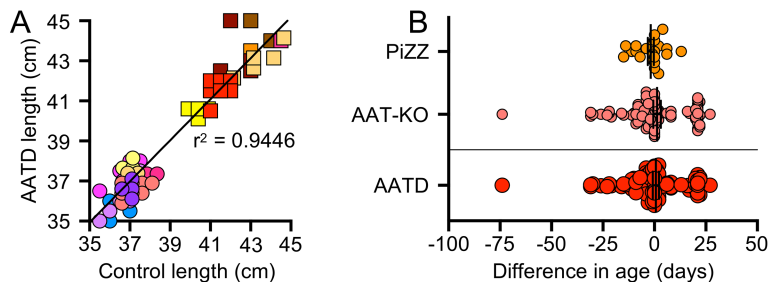 A
AATD length (cm)
45
43
41
39
37
35
r² = 0.9446
35 37 39 41 43 45
Control length (cm)
B
PiZZ
AAT-KO
AATD
-100 -75 -50 -25 0 25 50
Difference in age (days)